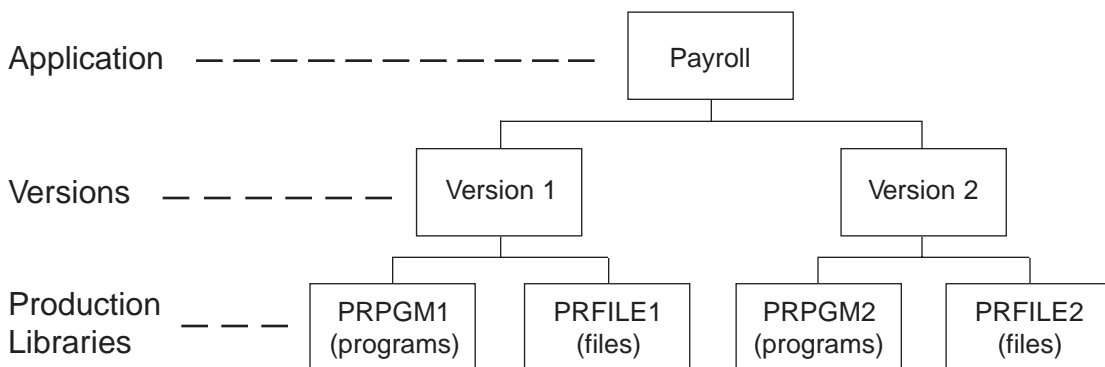 Application
Payroll
Versions
Version 1
Version 2
Production
Libraries
PRPGM1
(programs)
PRFILE1
(files)
PRPGM2
(programs)
PRFILE2
(files)